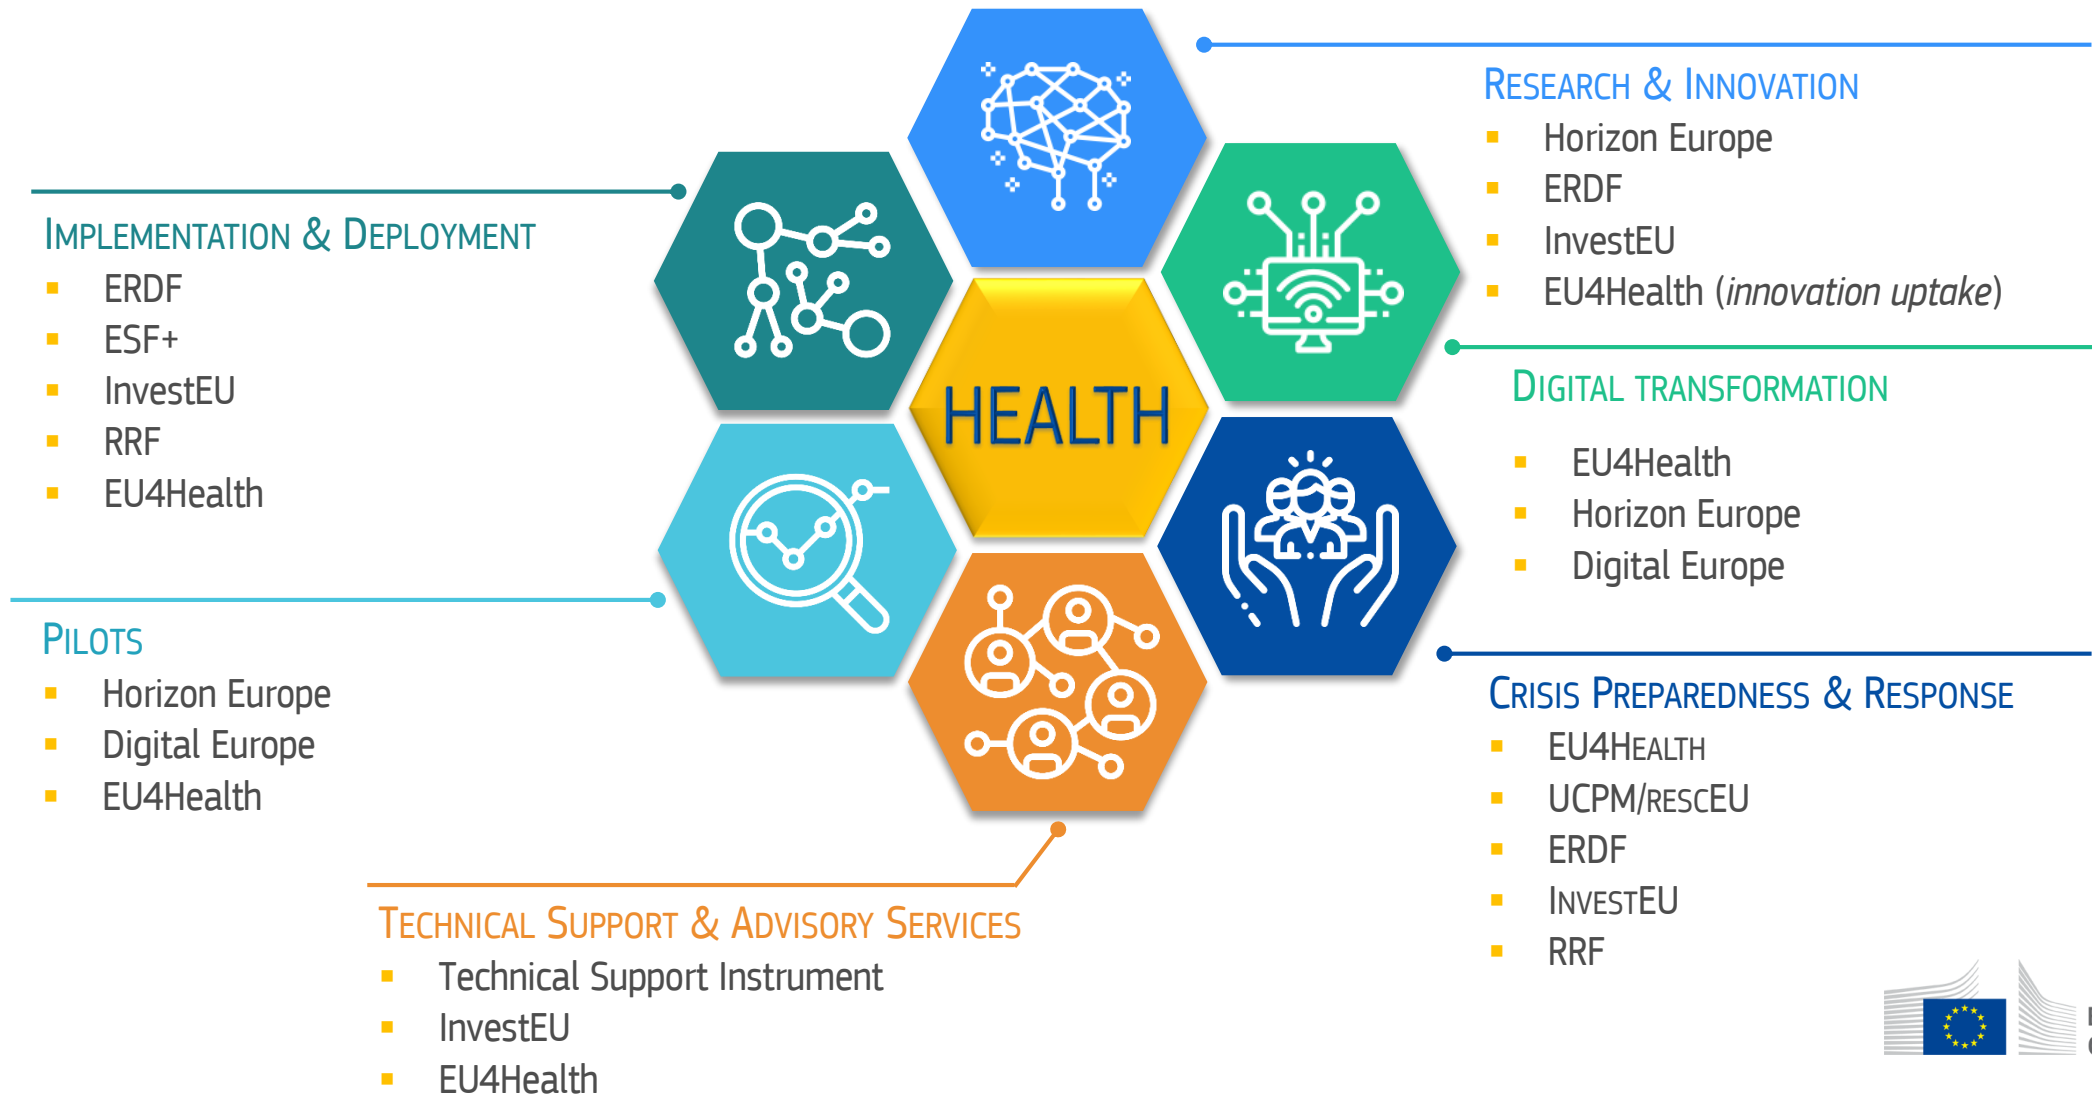 RESEARCH & INNOVATION
Horizon Europe
ERDF
InvestEU
EU4Health (innovation uptake)
IMPLEMENTATION & DEPLOYMENT
ERDF
ESF+
InvestEU
RRF
EU4Health
HEALTH
DIGITAL TRANSFORMATION
EU4Health
Horizon Europe
Digital Europe
PILOTS
Horizon Europe
Digital Europe
EU4Health
CRISIS PREPAREDNESS & RESPONSE
EU4HEALTH
UCPM/RESCEU
ERDF
INVESTEU
RRF
TECHNICAL SUPPORT & ADVISORY SERVICES
Technical Support Instrument
InvestEU
EU4Health